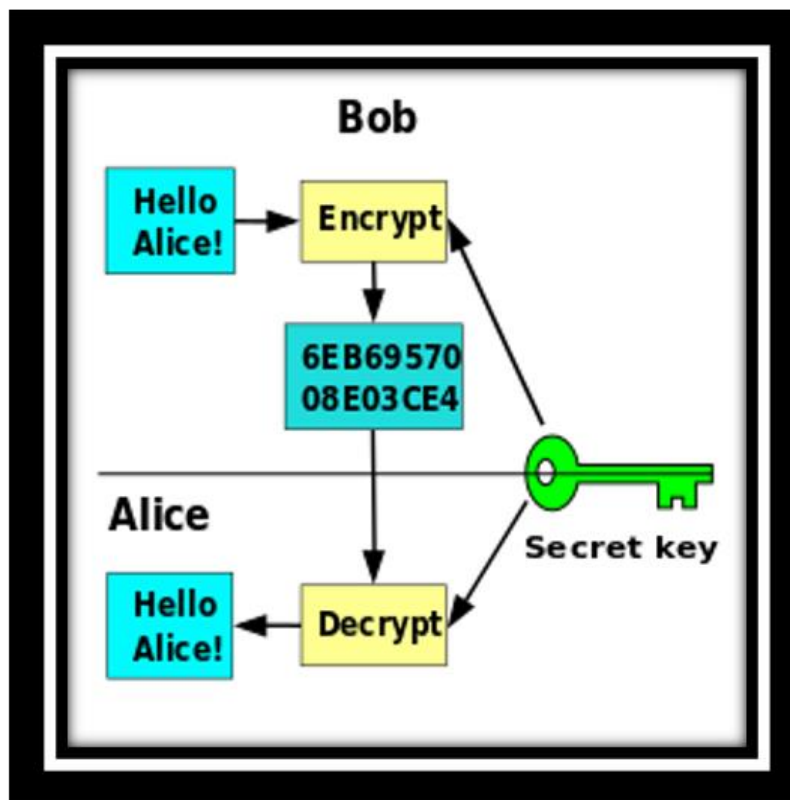 Bob
Hello
Alice!
Encrypt
6EB69570
08E03CE4
Alice
Secret key
Hello
Alice!
Decrypt